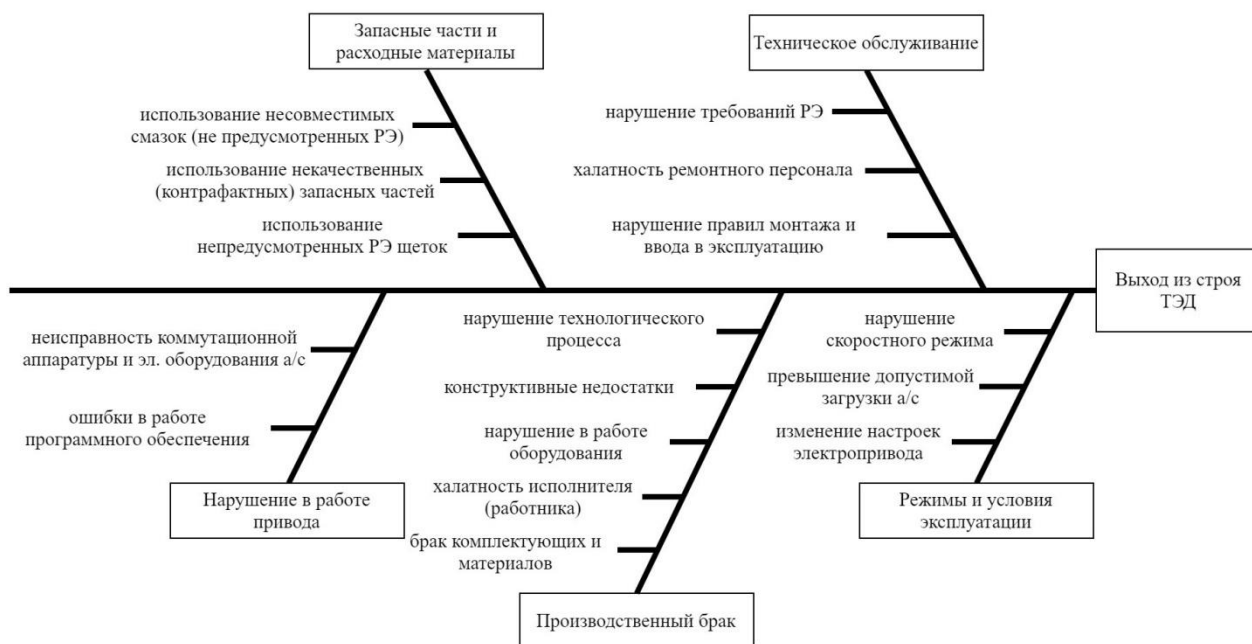 Запасные части и
расходные материалы
использование несовместимых
смазок (не предусмотренных РЭ)
использование некачественных
(контрафактных) запасных частей
использование
непредусмотренных РЭ щеток
Техническое обслуживание
нарушение требований РЭ
халатность ремонтного персонала
нарушение правил монтажа и
ввода в эксплуатацию
Выход из строя
ТЭД
неисправность коммутационной
аппаратуры и эл. оборудования а/с
ошибки в работе
программного обеспечения
Нарушение в работе
привода
нарушение технологического
процесса
конструктивные недостатки
нарушение в работе
оборудования
халатность исполнителя
(работника)
брак комплектующих и
материалов
Производственный брак
нарушение
скоростного режима
превышение допустимой
загрузки а/с
изменение настроек
электропривода
Режимы и условия
эксплуатации